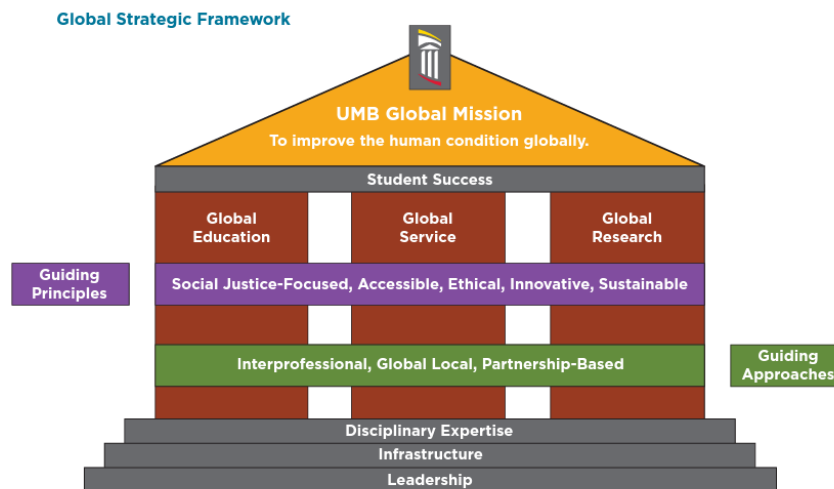 Global Strategic Framework
UMB Global Mission
To improve the human condition globally.
Student Success
Global
Education
Global
Service
Global
Research
Guiding
Principles
Social Justice-Focused, Accessible, Ethical, Innovative, Sustainable
Interprofessional, Global Local, Partnership-Based
Guiding
Approaches
Disciplinary Expertise
Infrastructure
Leadership